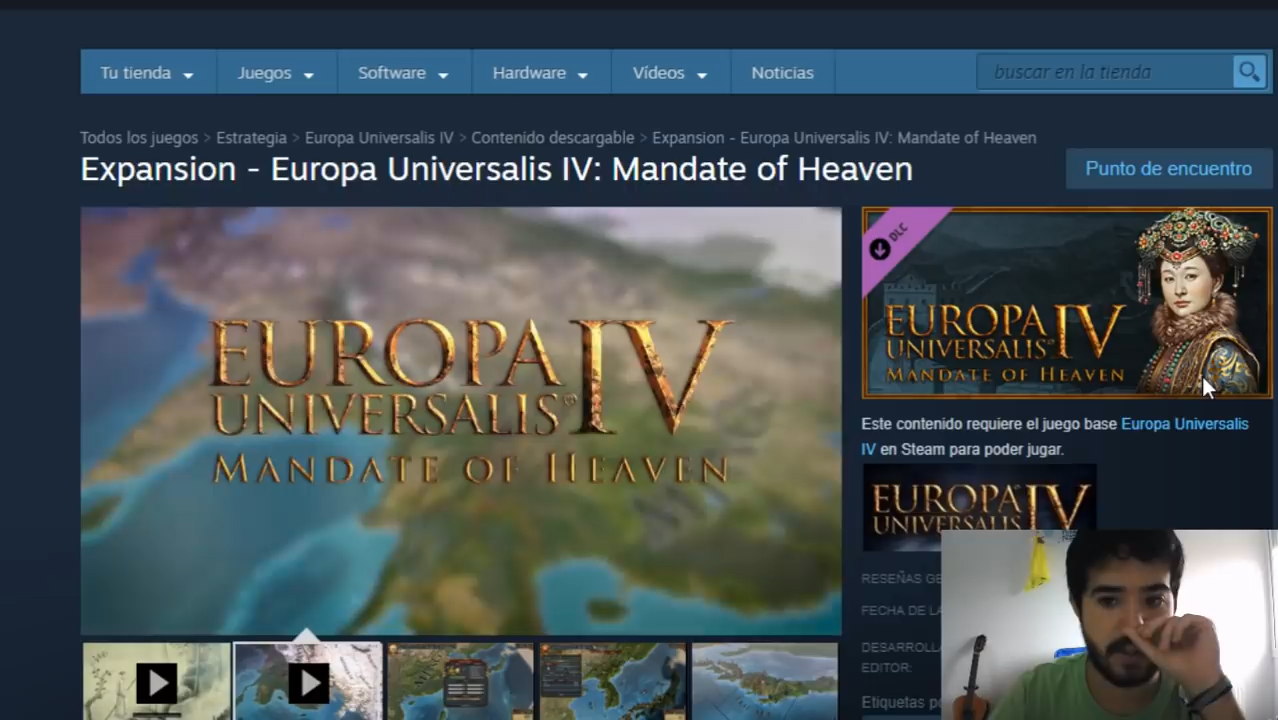 Tu tienda
Juegos
Software
Hardware
Vídeos
Noticias
buscar en la tienda
Todos los juegos > Estrategia > Europa Universalis IV > Contenido descargable > Expansion - Europa Universalis IV: Mandate of Heaven
Expansion - Europa Universalis IV: Mandate of Heaven
Punto de encuentro
EUROPA
UNIVERSALIS IV
MANDATE OF HEAVEN
DLC
EUROPA
UNIVERSALIS IV
MANDATE OF HEAVEN
Este contenido requiere el juego base Europa Universalis
IV en Steam para poder jugar.
EUROPA
UNIVERSALIS IV
RESEÑAS GE
FECHA DE LA
DESARROLL
EDITOR:
Etiquetas po